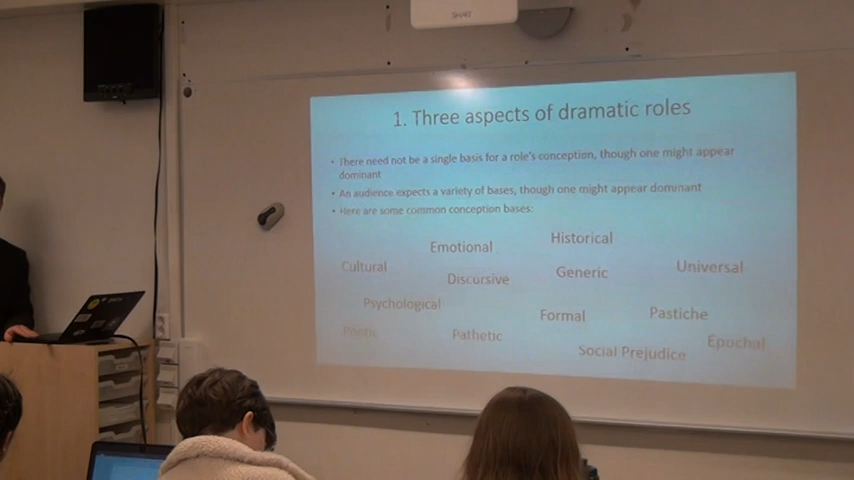 SMART
1. Three aspects of dramatic roles
• There need not be a single basis for a role's conception, though one might appear
dominant
• An audience expects a variety of bases, though one might appear dominant
• Here are some common conception bases:
Emotional Historical
Cultural Discursive Generic Universal
Psychological Formal Pastiche
Poetic Pathetic Social Prejudice Epochal